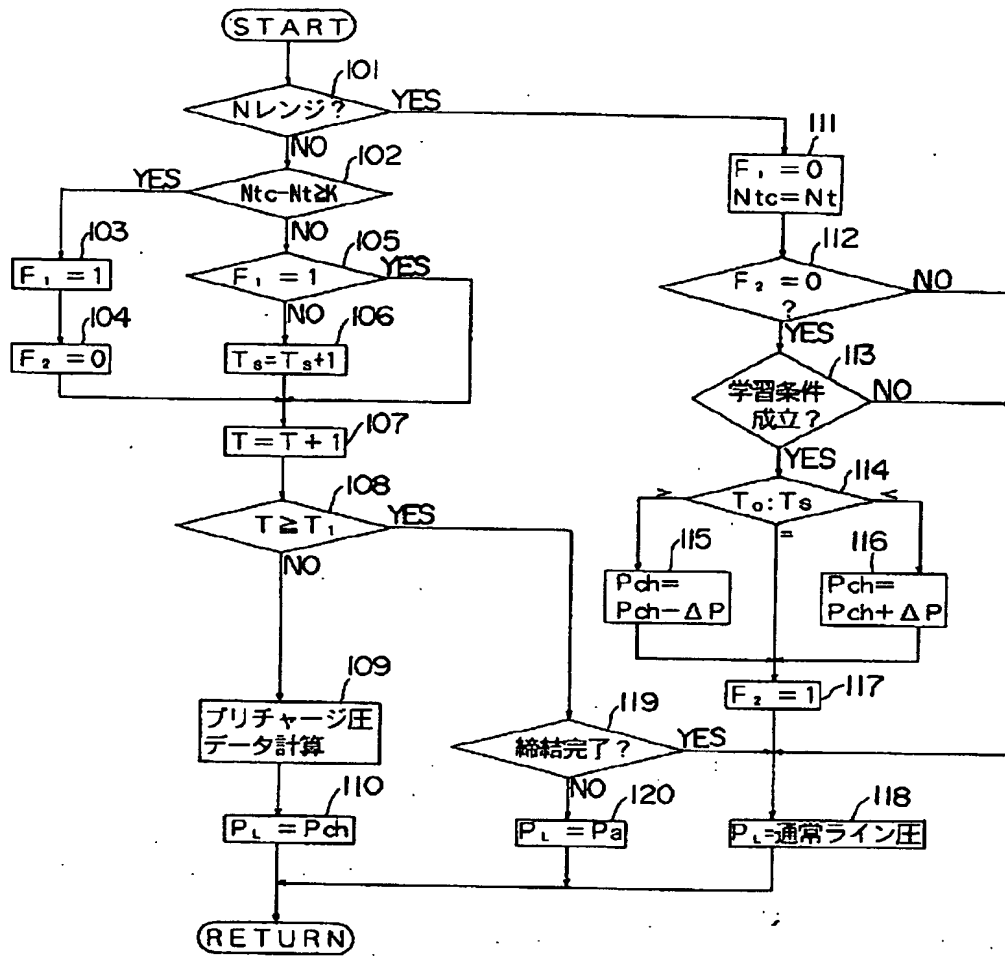 START
101
Nレンジ?
YES
NO
102
Ntc-Nt≧K
YES
NO
103
F₁=1
104
F₂=0
105
F₁=1
YES
NO
106
Ts=Ts+1
107
T=T+1
108
T≧T₁
YES
NO
109
プリチャージ圧
データ計算
110
P_L=Pch
RETURN
111
F₁=0
Ntc=Nt
112
F₂=0
?
NO
YES
113
学習条件
成立?
NO
YES
114
T₀:Ts
>
<
=
115
Pch=
Pch-ΔP
116
Pch=
Pch+ΔP
117
F₂=1
119
締結完了?
YES
NO
120
P_L=Pa
118
P_L=通常ライン圧